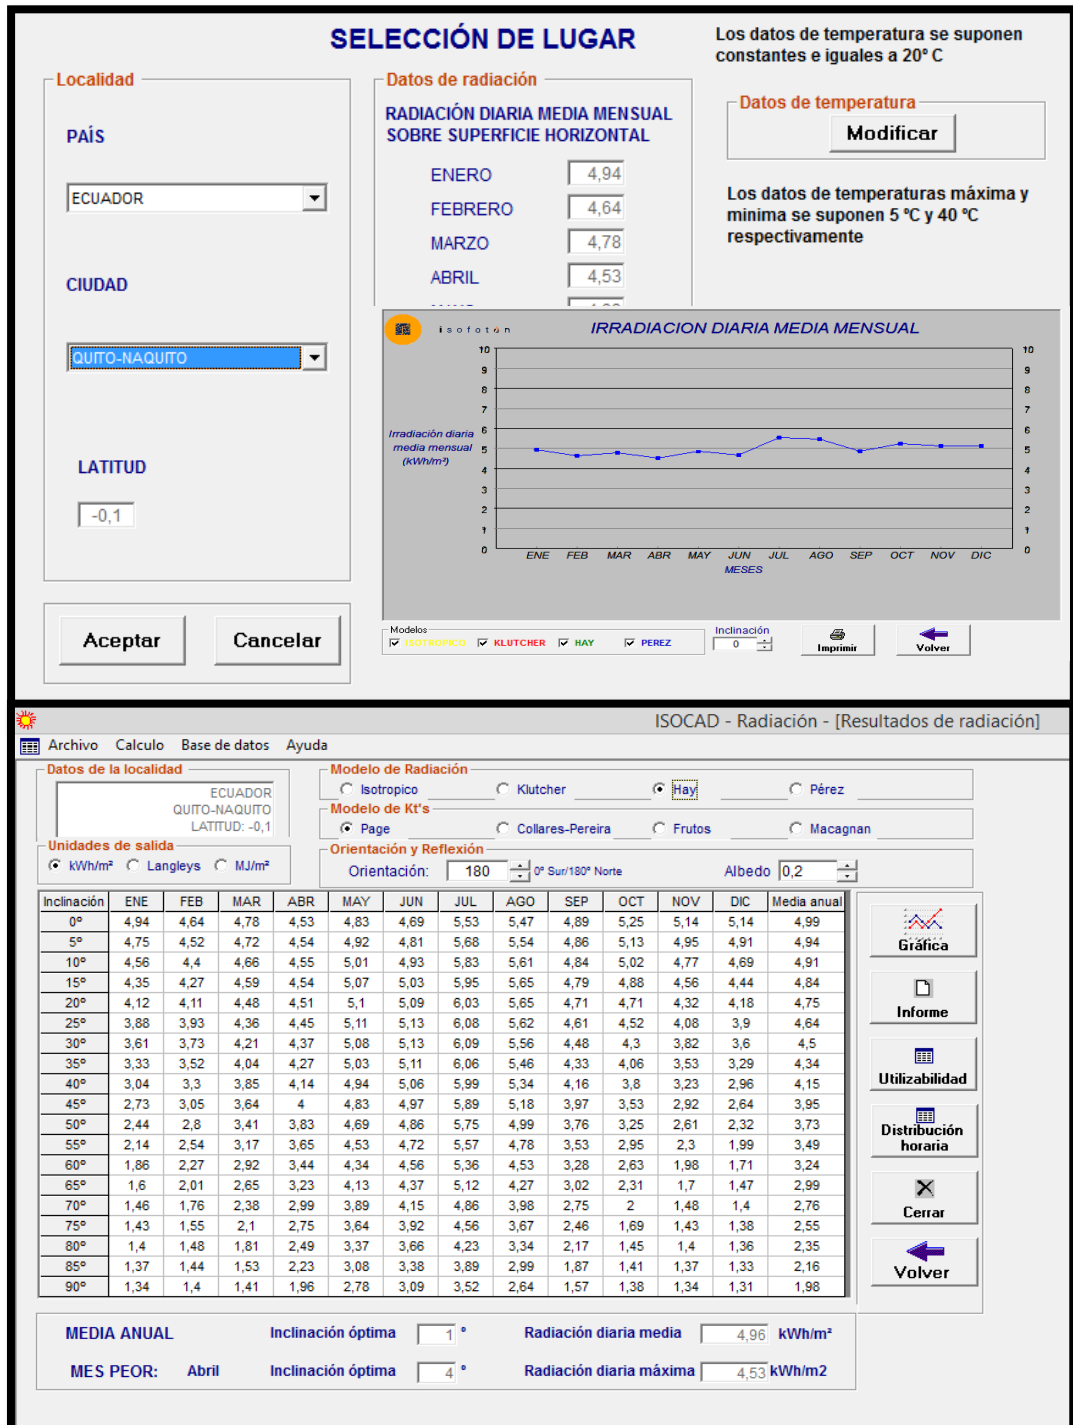 SELECCIÓN DE LUGAR
Los datos de temperatura se suponen
constantes e iguales a 20º C
Localidad
PAÍS
ECUADOR
CIUDAD
QUITO-NAQUITO
LATITUD
-0,1
Aceptar
Cancelar
Datos de radiación
RADIACIÓN DIARIA MEDIA MENSUAL
SOBRE SUPERFICIE HORIZONTAL
ENERO 4,94
FEBRERO 4,64
MARZO 4,78
ABRIL 4,53
Datos de temperatura
Modificar
Los datos de temperaturas máxima y
minima se suponen 5 ºC y 40 ºC
respectivamente
isofotón
IRRADIACION DIARIA MEDIA MENSUAL
Irradiación diaria
media mensual
(kWh/m²)
10 10
9 9
8 8
7 7
6 6
5 5
4 4
3 3
2 2
1 1
0 0
ENE FEB MAR ABR MAY JUN JUL AGO SEP OCT NOV DIC
MESES
Modelos
ISOTROPICO KLUTCHER HAY PEREZ
Inclinación
0
Imprimir
Volver
ISOCAD - Radiación - [Resultados de radiación]
Archivo Calculo Base de datos Ayuda
Datos de la localidad
ECUADOR
QUITO-NAQUITO
LATITUD: -0,1
Unidades de salida
kWh/m² Langleys MJ/m²
Modelo de Radiación
Isotropico Klutcher Hay Pérez
Modelo de Kt's
Page Collares-Pereira Frutos Macagnan
Orientación y Reflexión
Orientación: 180 0º Sur/180º Norte Albedo 0,2
Inclinación ENE FEB MAR ABR MAY JUN JUL AGO SEP OCT NOV DIC Media anual
0º 4,94 4,64 4,78 4,53 4,83 4,69 5,53 5,47 4,89 5,25 5,14 5,14 4,99
5º 4,75 4,52 4,72 4,54 4,92 4,81 5,68 5,54 4,86 5,13 4,95 4,91 4,94
10º 4,56 4,4 4,66 4,55 5,01 4,93 5,83 5,61 4,84 5,02 4,77 4,69 4,91
15º 4,35 4,27 4,59 4,54 5,07 5,03 5,95 5,65 4,79 4,88 4,56 4,44 4,84
20º 4,12 4,11 4,48 4,51 5,1 5,09 6,03 5,65 4,71 4,71 4,32 4,18 4,75
25º 3,88 3,93 4,36 4,45 5,11 5,13 6,08 5,62 4,61 4,52 4,08 3,9 4,64
30º 3,61 3,73 4,21 4,37 5,08 5,13 6,09 5,56 4,48 4,3 3,82 3,6 4,5
35º 3,33 3,52 4,04 4,27 5,03 5,11 6,06 5,46 4,33 4,06 3,53 3,29 4,34
40º 3,04 3,3 3,85 4,14 4,94 5,06 5,99 5,34 4,16 3,8 3,23 2,96 4,15
45º 2,73 3,05 3,64 4 4,83 4,97 5,89 5,18 3,97 3,53 2,92 2,64 3,95
50º 2,44 2,8 3,41 3,83 4,69 4,86 5,75 4,99 3,76 3,25 2,61 2,32 3,73
55º 2,14 2,54 3,17 3,65 4,53 4,72 5,57 4,78 3,53 2,95 2,3 1,99 3,49
60º 1,86 2,27 2,92 3,44 4,34 4,56 5,36 4,53 3,28 2,63 1,98 1,71 3,24
65º 1,6 2,01 2,65 3,23 4,13 4,37 5,12 4,27 3,02 2,31 1,7 1,47 2,99
70º 1,46 1,76 2,38 2,99 3,89 4,15 4,86 3,98 2,75 2 1,48 1,4 2,76
75º 1,43 1,55 2,1 2,75 3,64 3,92 4,56 3,67 2,46 1,69 1,43 1,38 2,55
80º 1,4 1,48 1,81 2,49 3,37 3,66 4,23 3,34 2,17 1,45 1,4 1,36 2,35
85º 1,37 1,44 1,53 2,23 3,08 3,38 3,89 2,99 1,87 1,41 1,37 1,33 2,16
90º 1,34 1,4 1,41 1,96 2,78 3,09 3,52 2,64 1,57 1,38 1,34 1,31 1,98
Gráfica
Informe
Utilizabilidad
Distribución
horaria
Cerrar
Volver
MEDIA ANUAL Inclinación óptima 1 º Radiación diaria media 4,96 kWh/m²
MES PEOR: Abril Inclinación óptima 4 º Radiación diaria máxima 4,53 kWh/m2